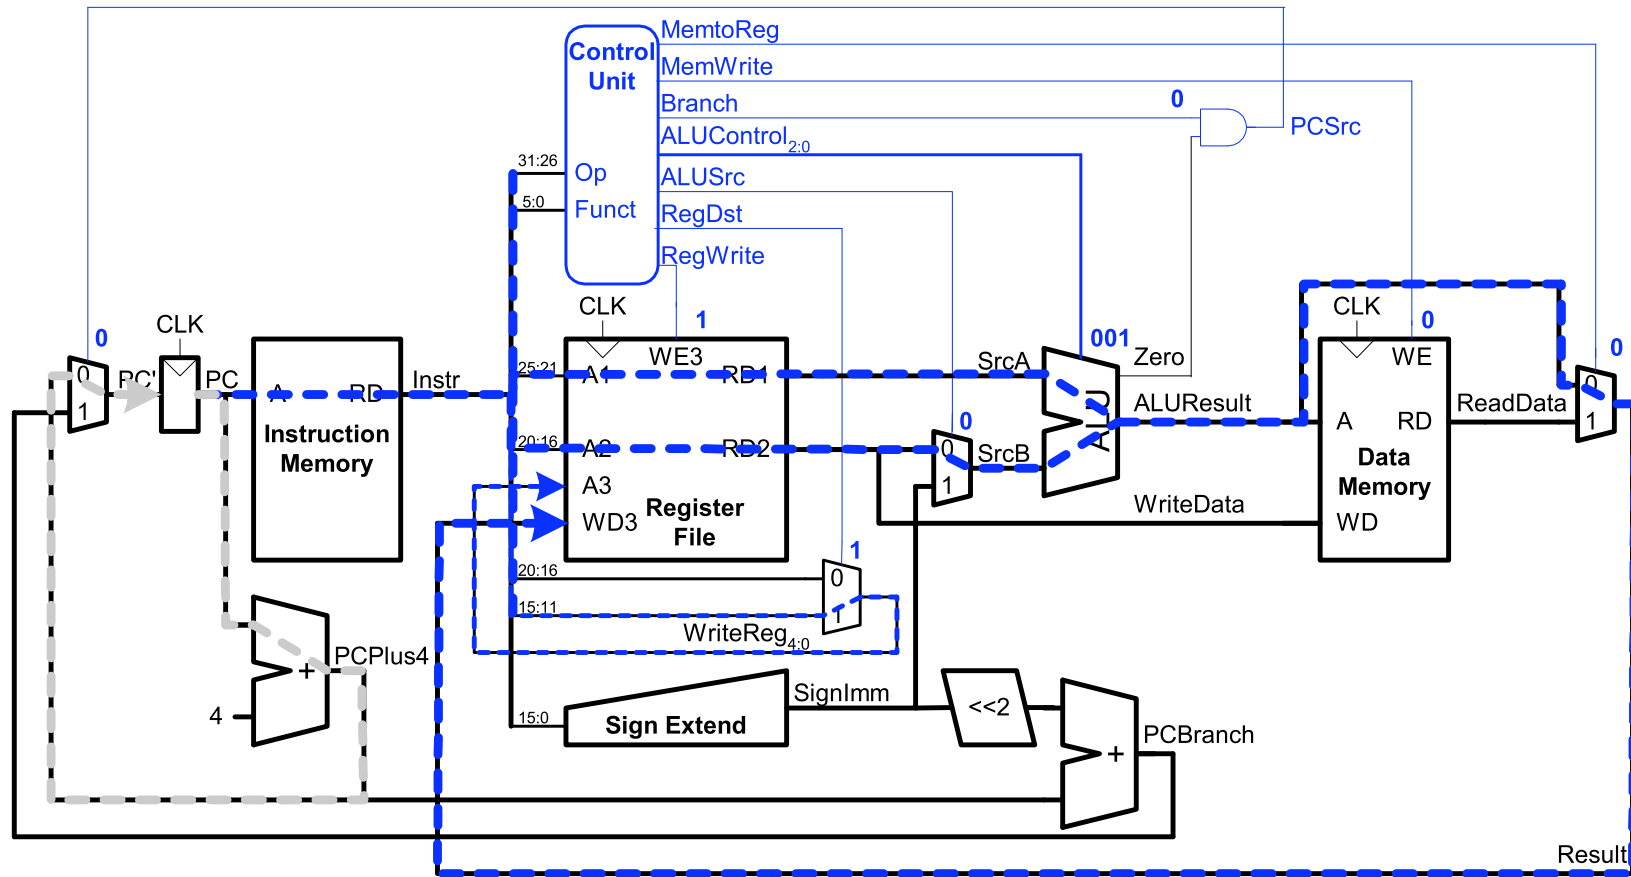 MemtoReg
Control
Unit
MemWrite
Branch
0
ALUControl2:0
PCSrc
31:26
Op
ALUSrc
5:0
Funct
RegDst
RegWrite
CLK
CLK
CLK
0
1
001
0
0
WE3
Zero
WE
0
PC'
PC
A
RD
Instr
25:21
A1
RD1
SrcA
0
1
ALU
ALUResult
A
RD
ReadData
0
1
Instruction
Memory
20:16
A2
RD2
0
0
1
SrcB
Data
Memory
A3
Register
File
WD3
WriteData
WD
1
20:16
0
15:11
1
WriteReg4:0
PCPlus4
+
4
SignImm
15:0
Sign Extend
<<2
PCBranch
+
Result